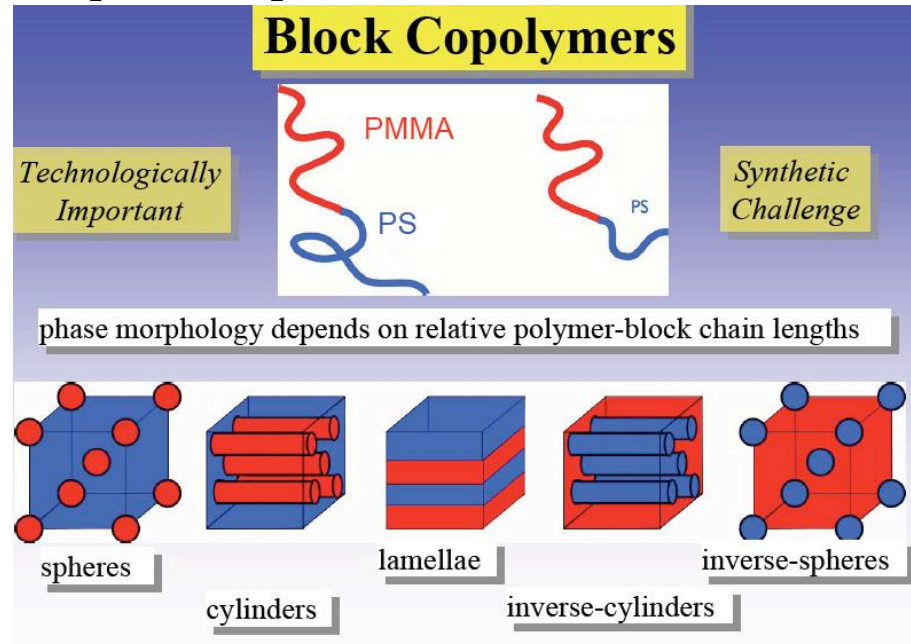 Block Copolymers
Technologically
Important
PMMA
PS
PS
Synthetic
Challenge
phase morphology depends on relative polymer-block chain lengths
spheres
cylinders
lamellae
inverse-cylinders
inverse-spheres